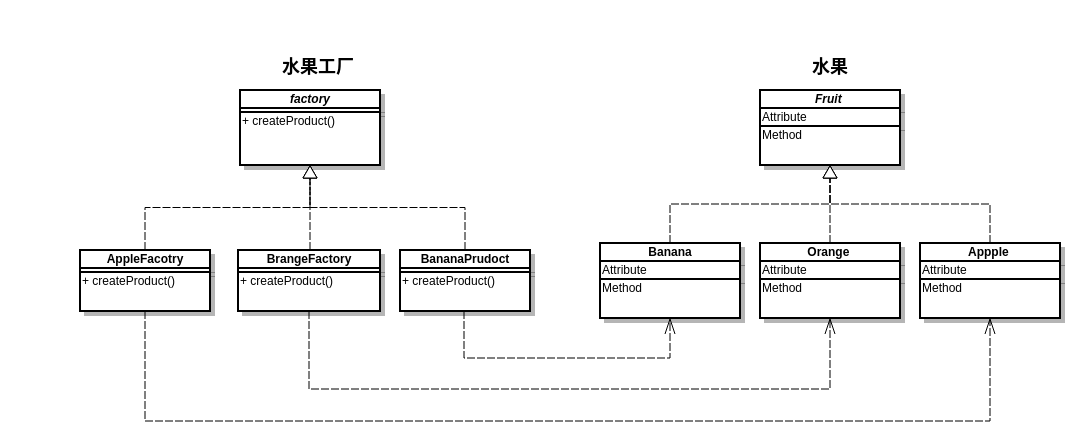 水果工厂
factory
+ createProduct()
AppleFacotry
+ createProduct()
BrangeFactory
+ createProduct()
BananaPrudoct
+ createProduct()
水果
Fruit
Attribute
Method
Banana
Attribute
Method
Orange
Attribute
Method
Appple
Attribute
Method